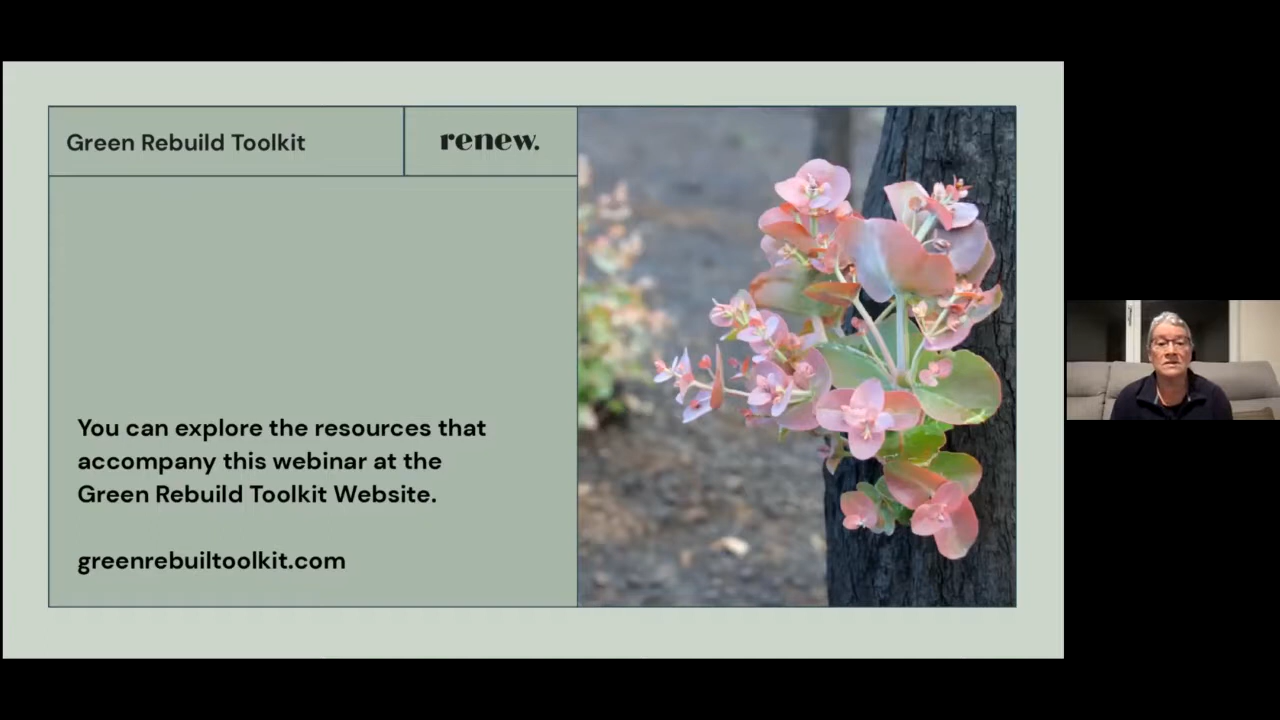 Green Rebuild Toolkit
renew.
You can explore the resources that
accompany this webinar at the
Green Rebuild Toolkit Website.
greenrebuiltoolkit.com